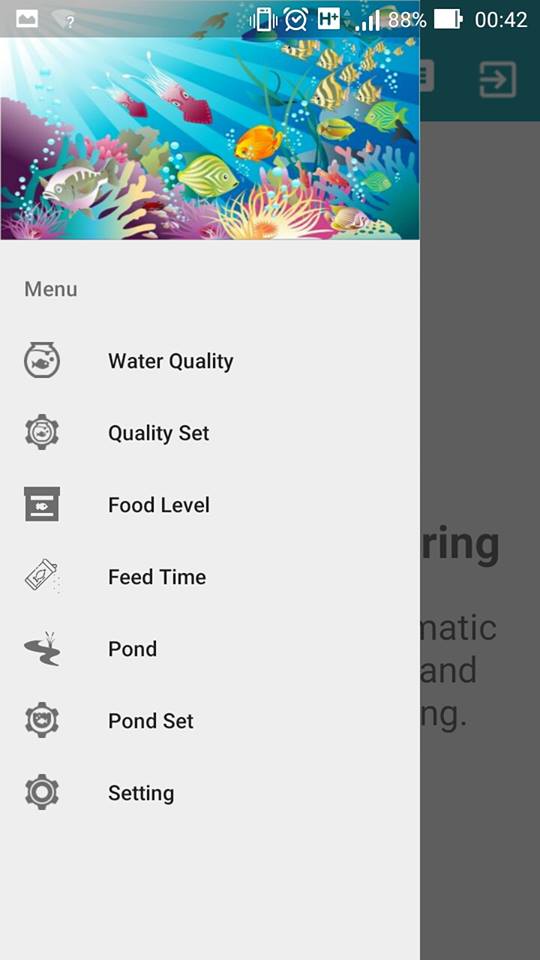 ?
H+
88%
00:42
Menu
Water Quality
Quality Set
Food Level
Feed Time
Pond
Pond Set
Setting
ring
matic
and
ng.